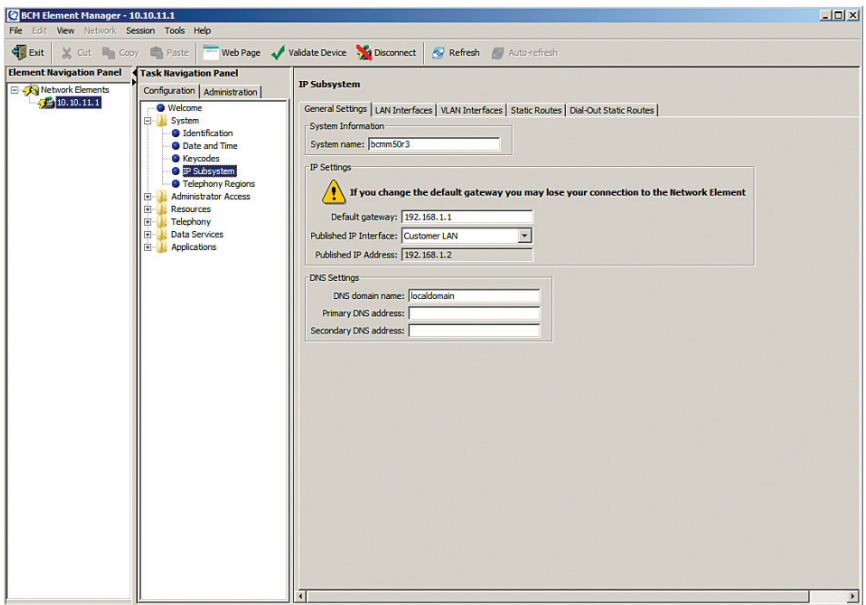 BCM Element Manager - 10.10.11.1
File Edit View Network Session Tools Help
Exit Cut Copy Paste Web Page Validate Device Disconnect Refresh Auto-refresh
Element Navigation Panel
Network Elements
10.10.11.1
Task Navigation Panel
Configuration Administration
Welcome
System
Identification
Date and Time
Keycodes
IP Subsystem
Telephony Regions
Administrator Access
Resources
Telephony
Data Services
Applications
IP Subsystem
General Settings LAN Interfaces VLAN Interfaces Static Routes Dial-Out Static Routes
System Information
System name: bcmm50r3
IP Settings
If you change the default gateway you may lose your connection to the Network Element
Default gateway: 192.168.1.1
Published IP Interface: Customer LAN
Published IP Address: 192.168.1.2
DNS Settings
DNS domain name: localdomain
Primary DNS address:
Secondary DNS address: